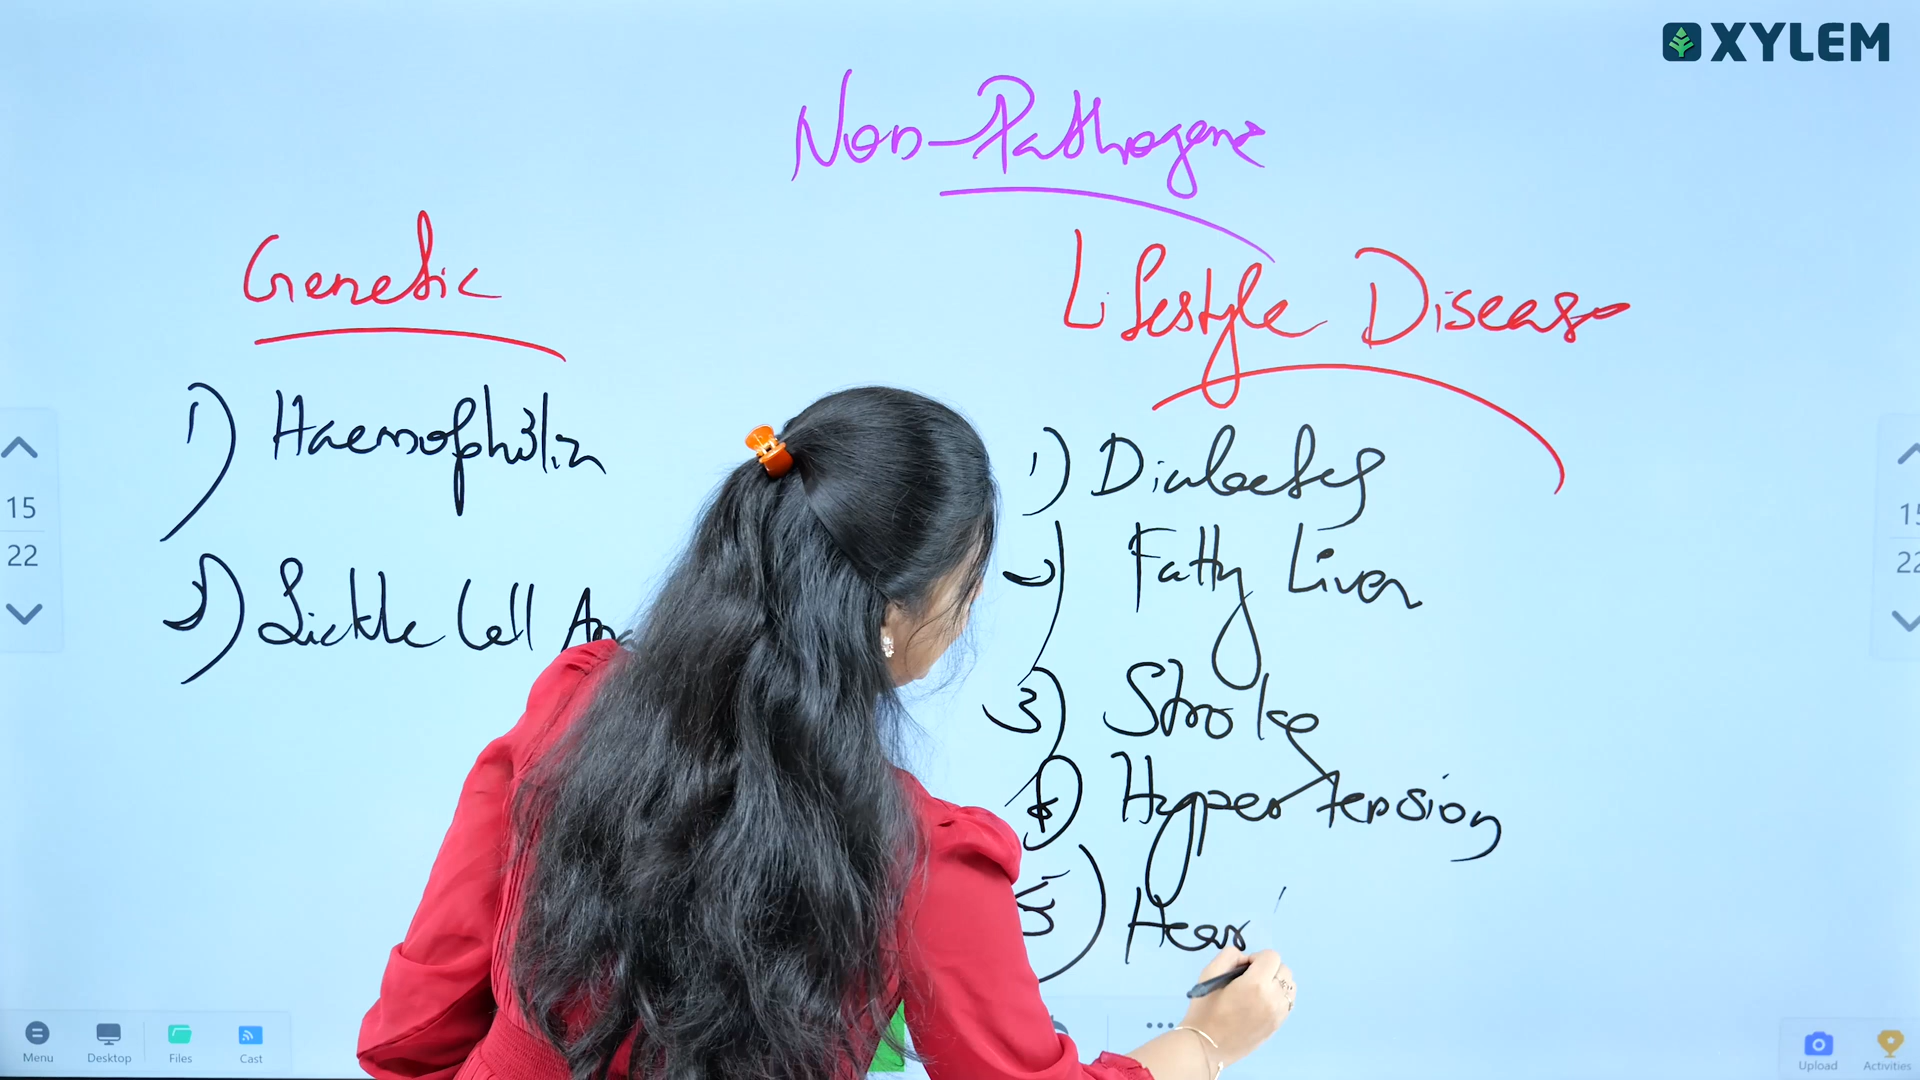 XYLEM
Non-Pathogenic
Genetic
Lifestyle Disease
1) Haemophilia
2) Sickle Cell
1) Diabetes
2) Fatty Liver
3) Stroke
4) Hypertension
5) Hear
15
22
15
22
Menu
Desktop
Files
Cast
Upload
Activities